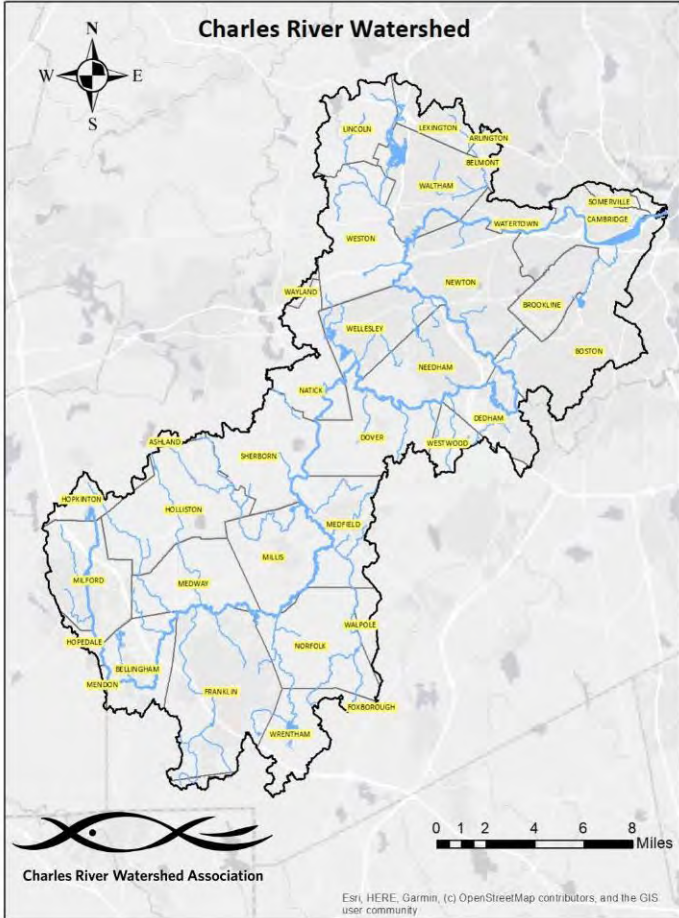 Charles River Watershed
N
W E
S
LINCOLN
LEXINGTON
ARLINGTON
BELMONT
WALTHAM
SOMERVILLE
WATERTOWN
CAMBRIDGE
WESTON
NEWTON
WAYLAND
BROOKLINE
WELLESLEY
BOSTON
NEEDHAM
NATICK
DEDHAM
DOVER
WESTWOOD
ASHLAND
SHERBORN
HOPKINTON
HOLLISTON
MEDFIELD
MILLIS
MILFORD
MEDWAY
WALPOLE
HOPEDALE
NORFOLK
BELLINGHAM
MENDON
FRANKLIN
FOXBOROUGH
WRENTHAM
0 1 2 4 6 8
Miles
Charles River Watershed Association
Esri, HERE, Garmin, (c) OpenStreetMap contributors, and the GIS
user community